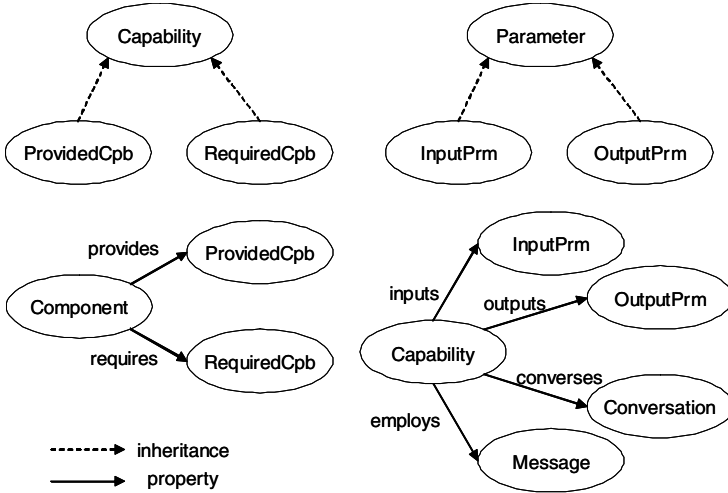 Capability
Parameter
ProvidedCpb
RequiredCpb
InputPrm
OutputPrm
provides
ProvidedCpb
Component
requires
RequiredCpb
InputPrm
inputs
outputs
OutputPrm
Capability
converses
Conversation
employs
Message
inheritance
property